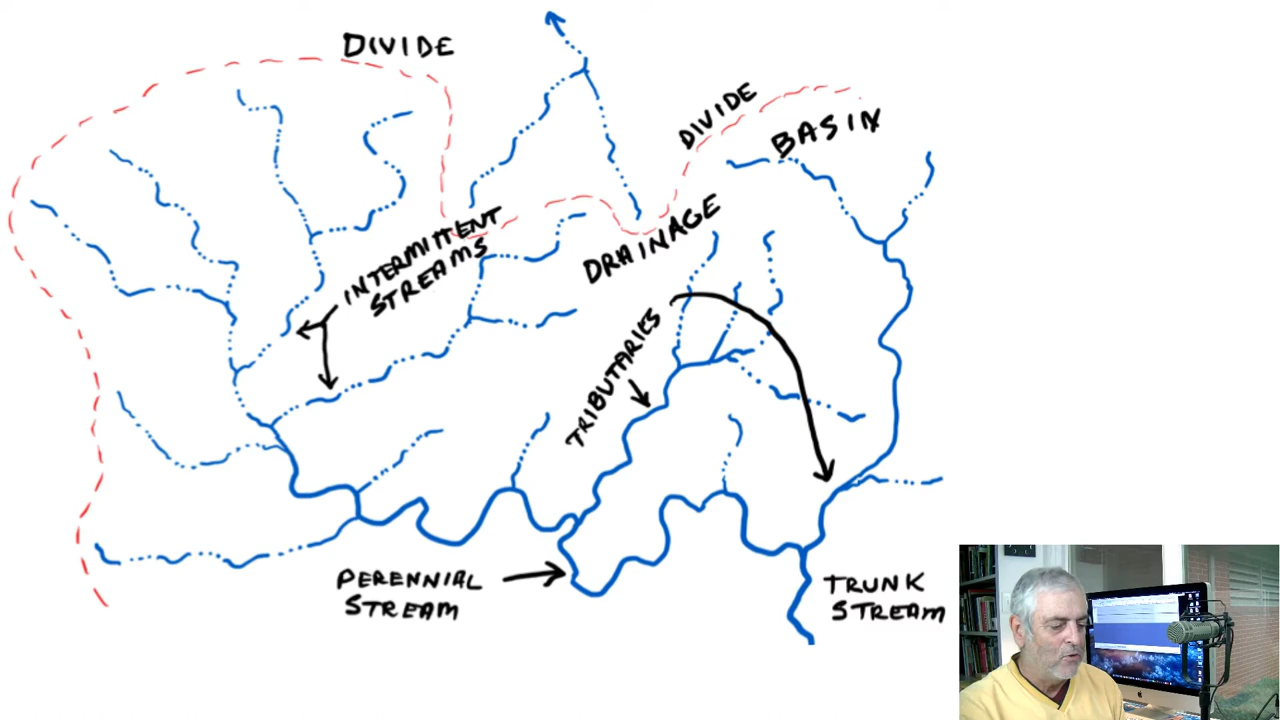 DIVIDE
DIVIDE
BASIN
DRAINAGE
INTERMITTENT
STREAMS
TRIBUTARIES
PERENNIAL
STREAM
TRUNK
STREAM